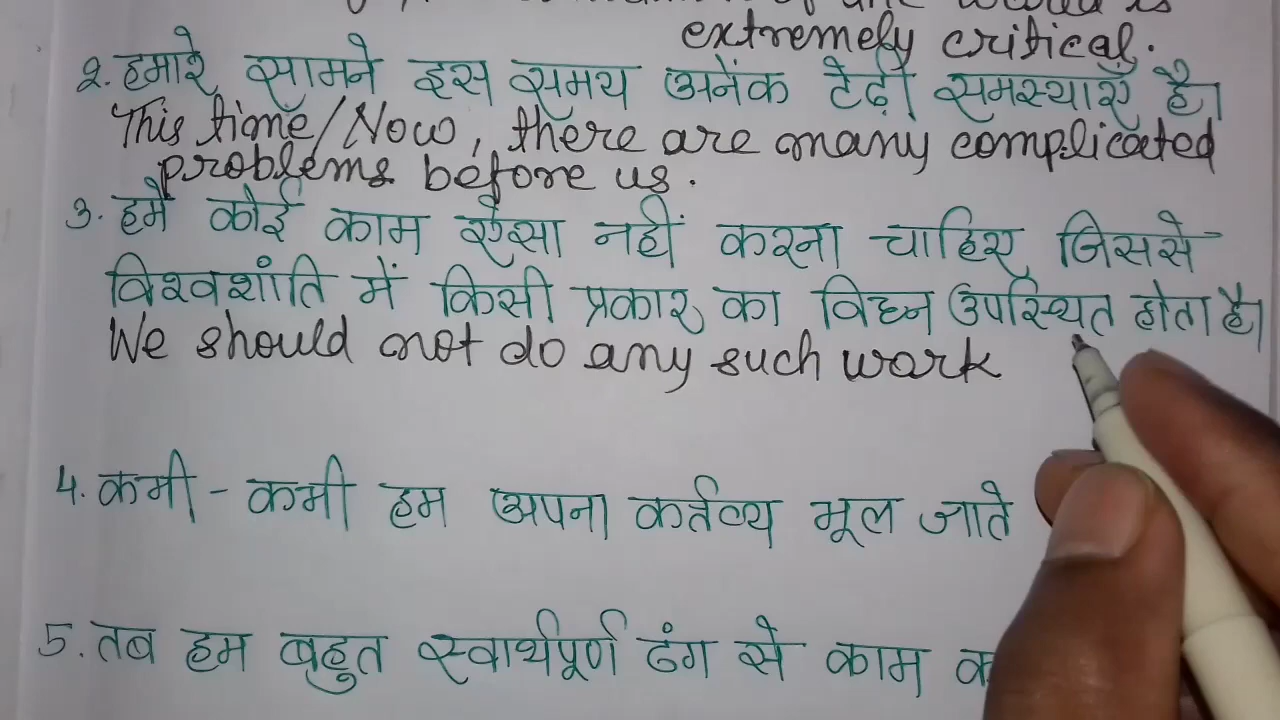 extremely critical.
2. हमारे सामने इस समय अनेक टेढ़ी समस्याएँ है।
This time/Now, there are many complicated
problems before us.
3. हमें कोई काम ऐसा नहीं करना चाहिए जिससे
विश्वशांति में किसी प्रकार का विघ्न उपस्थित होता है।
We should not do any such work
4. कभी - कभी हम अपना कर्तव्य भूल जाते
5. तब हम बहुत स्वार्थपूर्ण ढंग से काम